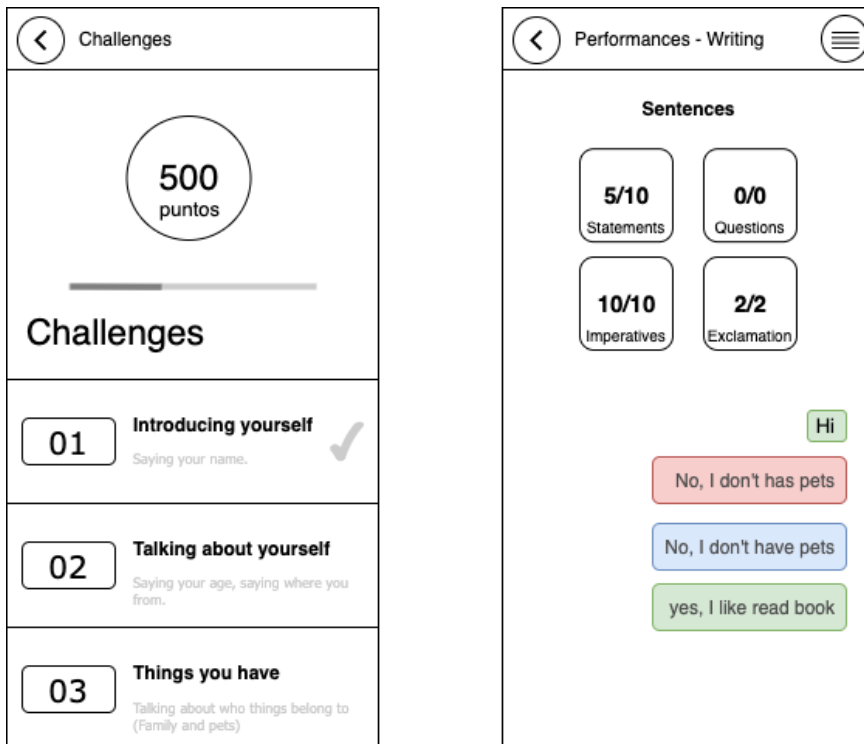 Challenges
500
puntos
Challenges
01
Introducing yourself
Saying your name.
02
Talking about yourself
Saying your age, saying where you
from.
03
Things you have
Talking about who things belong to
(Family and pets)
Performances - Writing
Sentences
5/10
Statements
0/0
Questions
10/10
Imperatives
2/2
Exclamation
Hi
No, I don't has pets
No, I don't have pets
yes, I like read book